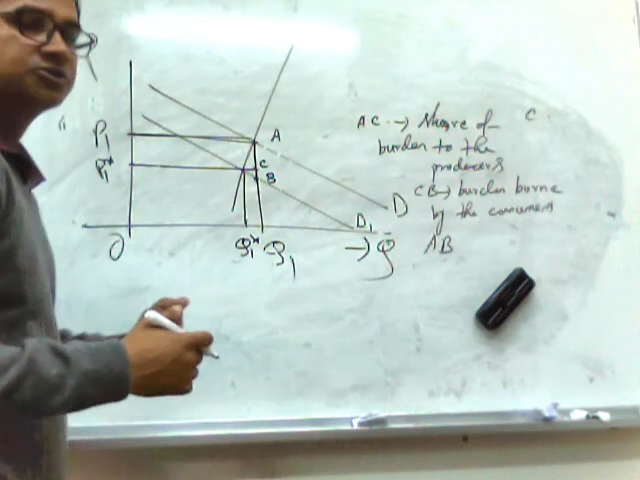 P
P₁
P₁*
A
C
B
D
D₁
O
Q₁*
Q₁
→ Q
AC → Share of
burden to the
producers
C
CB → burden borne
by the consumers
AB